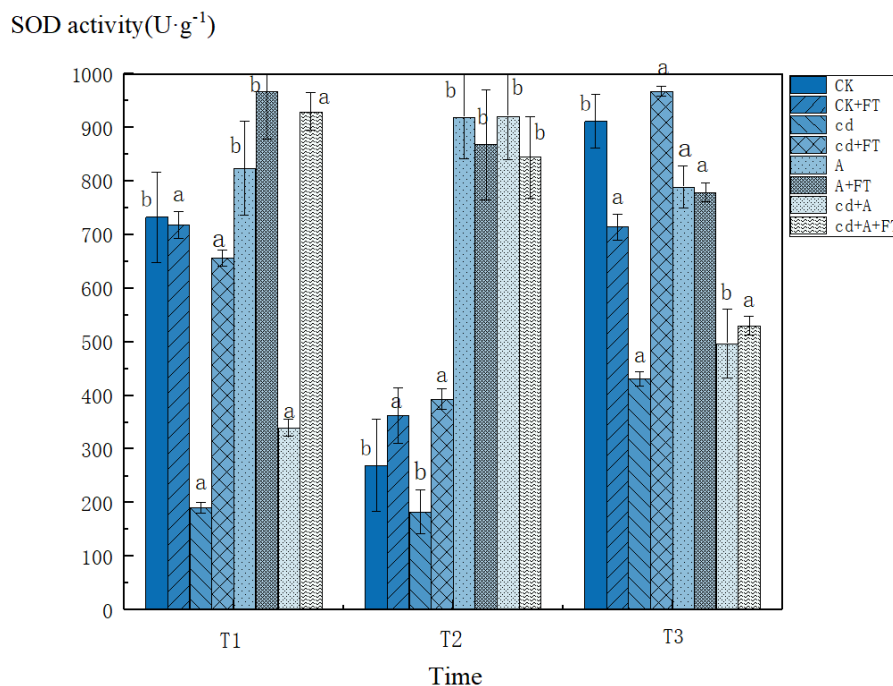 SOD activity(U·g⁻¹)
1000
900
800
700
600
500
400
300
200
100
0
b
a
a
a
b
b
a
a
b
a
b
a
b
b
b
b
b
a
a
a
a
a
b
a
CK
CK+FT
cd
cd+FT
A
A+FT
cd+A
cd+A+FT
T1 T2 T3
Time